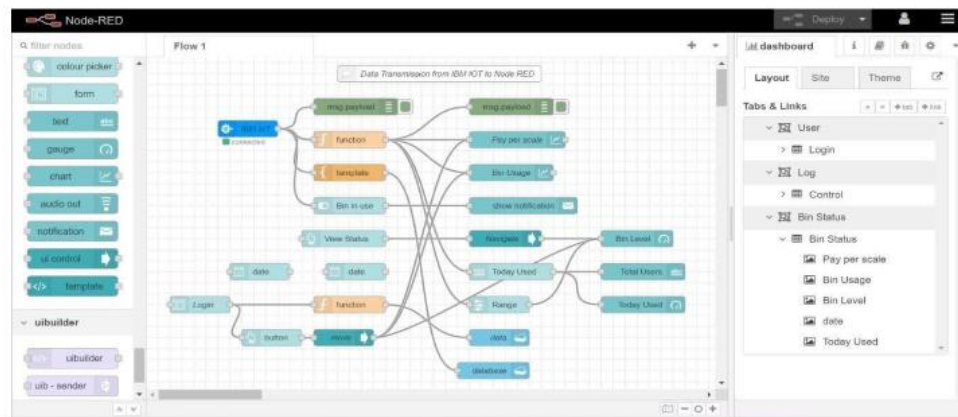 Node-RED
Deploy
filter nodes
colour picker
form
text
gauge
chart
audio out
notification
ui control
template
uibuilder
uibuilder
uib - sender
Flow 1
Data Transmission from IBM IOT to Node RED
msg.payload
msg.payload
IBM IOT
connected
function
Pay per scale
template
Bin Usage
Bin in use
show notification
View Status
Navigate
Bin Level
date
date
Today Used
Total Users
Login
function
Range
Today Used
button
move
data
database
dashboard
Layout
Site
Theme
Tabs & Links
User
Login
Log
Control
Bin Status
Bin Status
Pay per scale
Bin Usage
Bin Level
date
Today Used